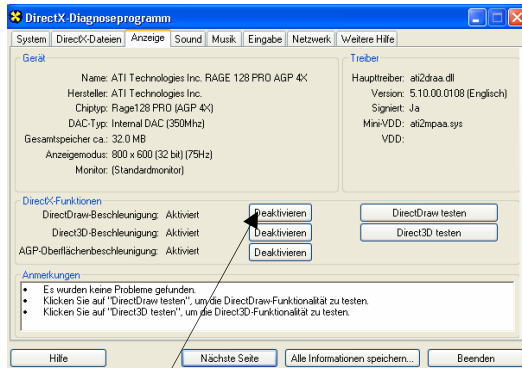 DirectX-Diagnoseprogramm
System DirectX-Dateien Anzeige Sound Musik Eingabe Netzwerk Weitere Hilfe
Gerät
Name: ATI Technologies Inc. RAGE 128 PRO AGP 4X
Hersteller: ATI Technologies Inc.
Chiptyp: Rage128 PRO (AGP 4X)
DAC-Typ: Internal DAC (350Mhz)
Gesamtspeicher ca.: 32.0 MB
Anzeigemodus: 800 x 600 (32 bit) (75Hz)
Monitor: (Standardmonitor)
Treiber
Haupttreiber: ati2draa.dll
Version: 5.10.00.0108 (Englisch)
Signiert: Ja
Mini-VDD: ati2mpaa.sys
VDD:
DirectX-Funktionen
DirectDraw-Beschleunigung: Aktiviert Deaktivieren DirectDraw testen
Direct3D-Beschleunigung: Aktiviert Deaktivieren Direct3D testen
AGP-Oberflächenbeschleunigung: Aktiviert Deaktivieren
Anmerkungen
• Es wurden keine Probleme gefunden.
• Klicken Sie auf "DirectDraw testen", um die DirectDraw-Funktionalität zu testen.
• Klicken Sie auf "Direct3D testen", um die Direct3D-Funktionalität zu testen.
Hilfe Nächste Seite Alle Informationen speichern... Beenden